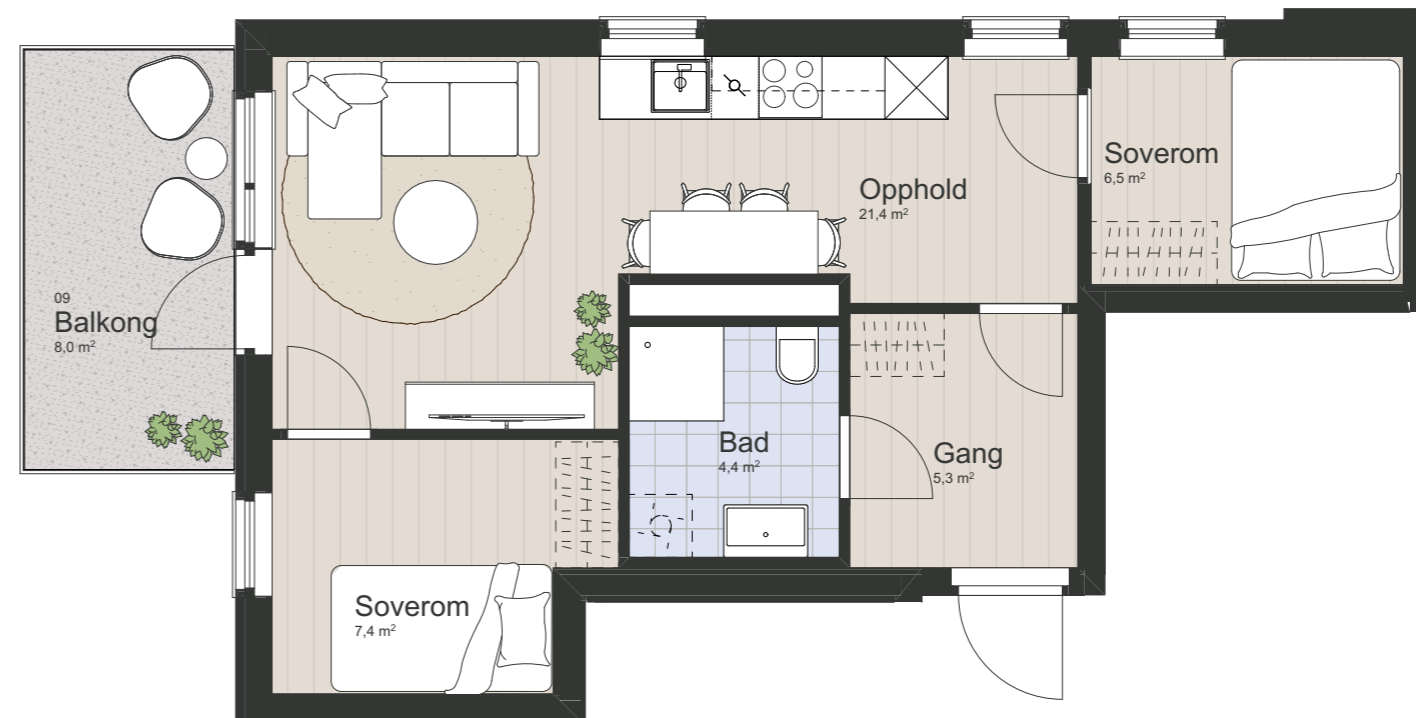 Soverom
6,5 m²
Opphold
21,4 m²
09
Balkong
8,0 m²
Bad
4,4 m²
Gang
5,3 m²
Soverom
7,4 m²